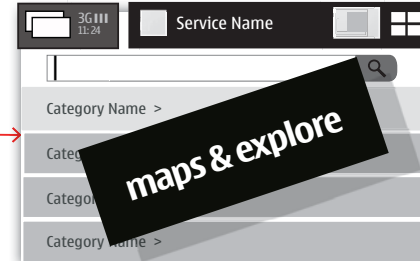 3G
11:24
Service Name
Category Name >
Categ
Categor
Category Name >
maps & explore